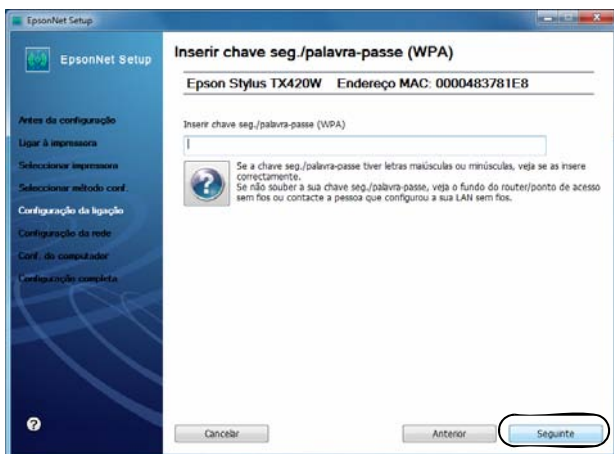 EpsonNet Setup
EpsonNet Setup
Antes da configuração
Ligar à impressora
Seleccionar impressora
Seleccionar método conf.
Configuração da ligação
Configuração da rede
Conf. do computador
Configuração completa
Inserir chave seg./palavra-passe (WPA)
Epson Stylus TX420W Endereço MAC: 0000483781E8
Inserir chave seg./palavra-passe (WPA)
Se a chave seg./palavra-passe tiver letras maiúsculas ou minúsculas, veja se as insere
correctamente.
Se não souber a sua chave seg./palavra-passe, veja o fundo do router/ponto de acesso
sem fios ou contacte a pessoa que configurou a sua LAN sem fios.
?
?
Cancelar
Anterior
Seguinte